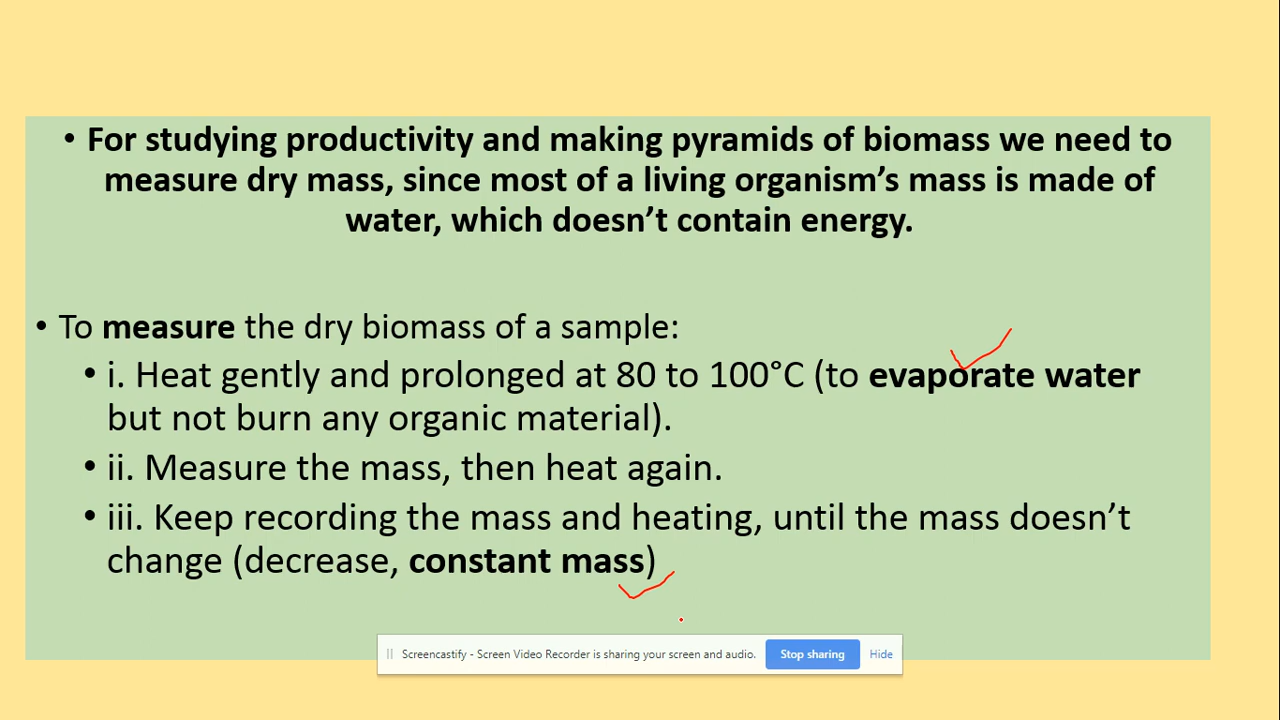 • For studying productivity and making pyramids of biomass we need to
measure dry mass, since most of a living organism’s mass is made of
water, which doesn’t contain energy.
• To measure the dry biomass of a sample:
• i. Heat gently and prolonged at 80 to 100°C (to evaporate water
but not burn any organic material).
• ii. Measure the mass, then heat again.
• iii. Keep recording the mass and heating, until the mass doesn’t
change (decrease, constant mass)
Screencastify - Screen Video Recorder is sharing your screen and audio. Stop sharing Hide